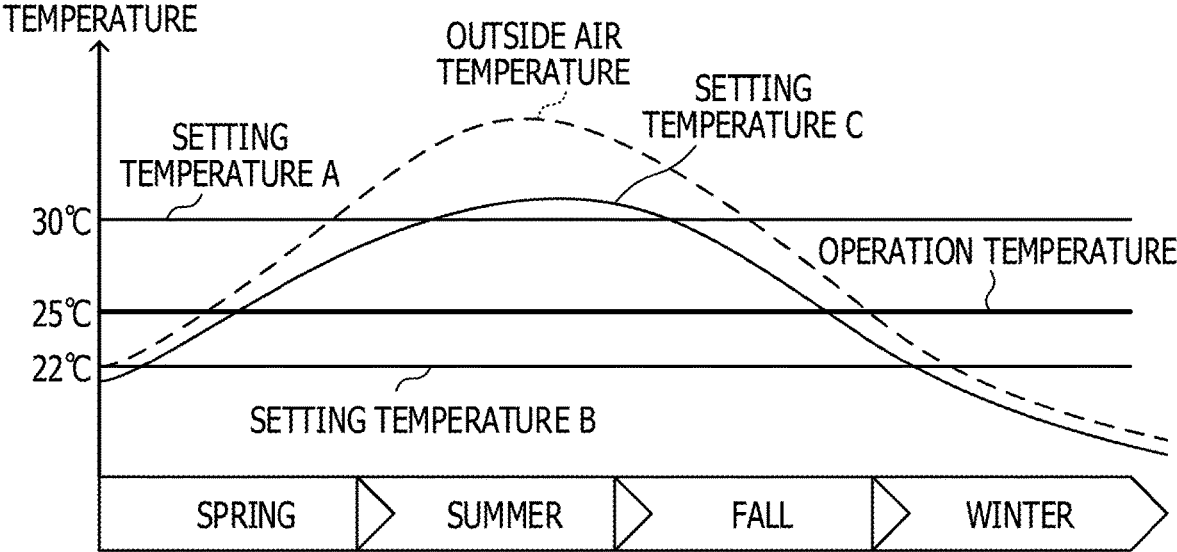 TEMPERATURE
OUTSIDE AIR
TEMPERATURE
SETTING
TEMPERATURE C
SETTING
TEMPERATURE A
30℃
OPERATION TEMPERATURE
25℃
22℃
SETTING TEMPERATURE B
SPRING
SUMMER
FALL
WINTER